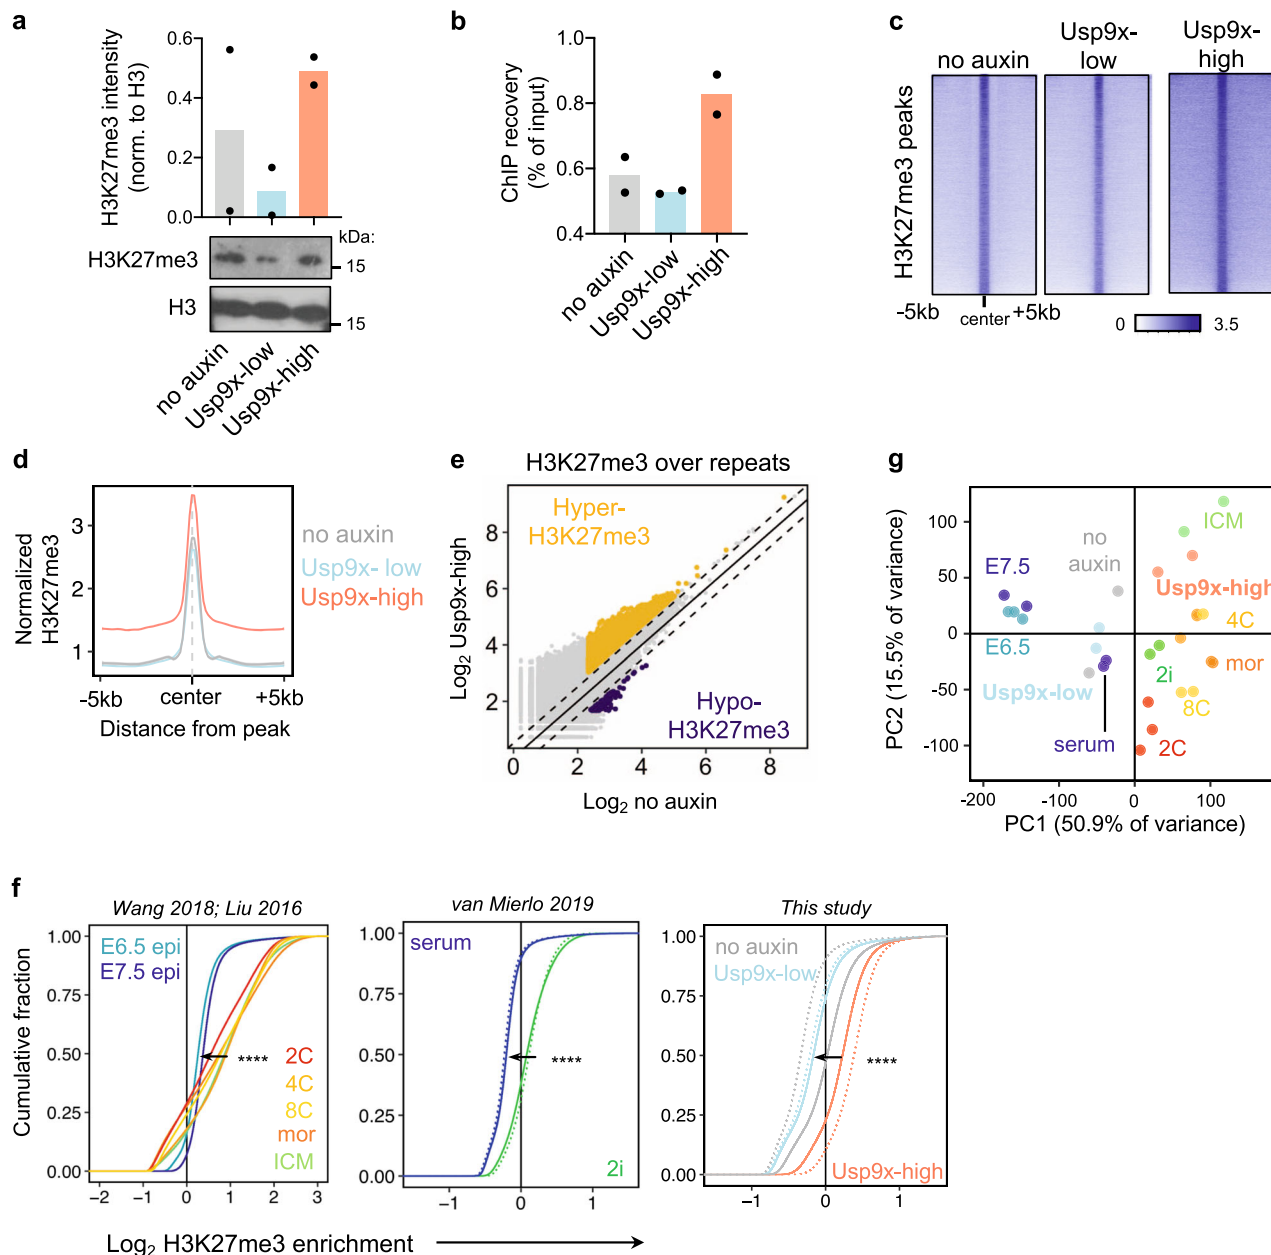 a
H3K27me3 intensity
(norm. to H3)
0.6
0.4
0.2
0.0
kDa:
H3K27me3
15
H3
15
no auxin
Usp9x-low
Usp9x-high
b
ChIP recovery
(% of input)
1.0
0.8
0.6
0.4
no auxin
Usp9x-low
Usp9x-high
c
no auxin
Usp9x-
low
Usp9x-
high
H3K27me3 peaks
-5kb
center
+5kb
0
3.5
d
Normalized
H3K27me3
3
2
1
no auxin
Usp9x- low
Usp9x-high
-5kb
center
+5kb
Distance from peak
e
H3K27me3 over repeats
Log2 Usp9x-high
8
6
4
2
Hyper-
H3K27me3
Hypo-
H3K27me3
0 2 4 6 8
Log2 no auxin
g
PC2 (15.5% of variance)
100
50
0
-50
-100
ICM
no
auxin
E7.5
Usp9x-high
4C
E6.5
2i
mor
Usp9x-low
8C
serum
2C
-200 -100 0 100
PC1 (50.9% of variance)
f
Wang 2018; Liu 2016
Cumulative fraction
1.00
0.75
0.50
0.25
0.00
E6.5 epi
E7.5 epi
****
2C
4C
8C
mor
ICM
−2 −1 0 1 2 3
van Mierlo 2019
1.00
0.75
0.50
0.25
0.00
serum
****
2i
−1 0 1
This study
1.00
0.75
0.50
0.25
0.00
no auxin
Usp9x-low
****
Usp9x-high
−1 0 1
Log2 H3K27me3 enrichment